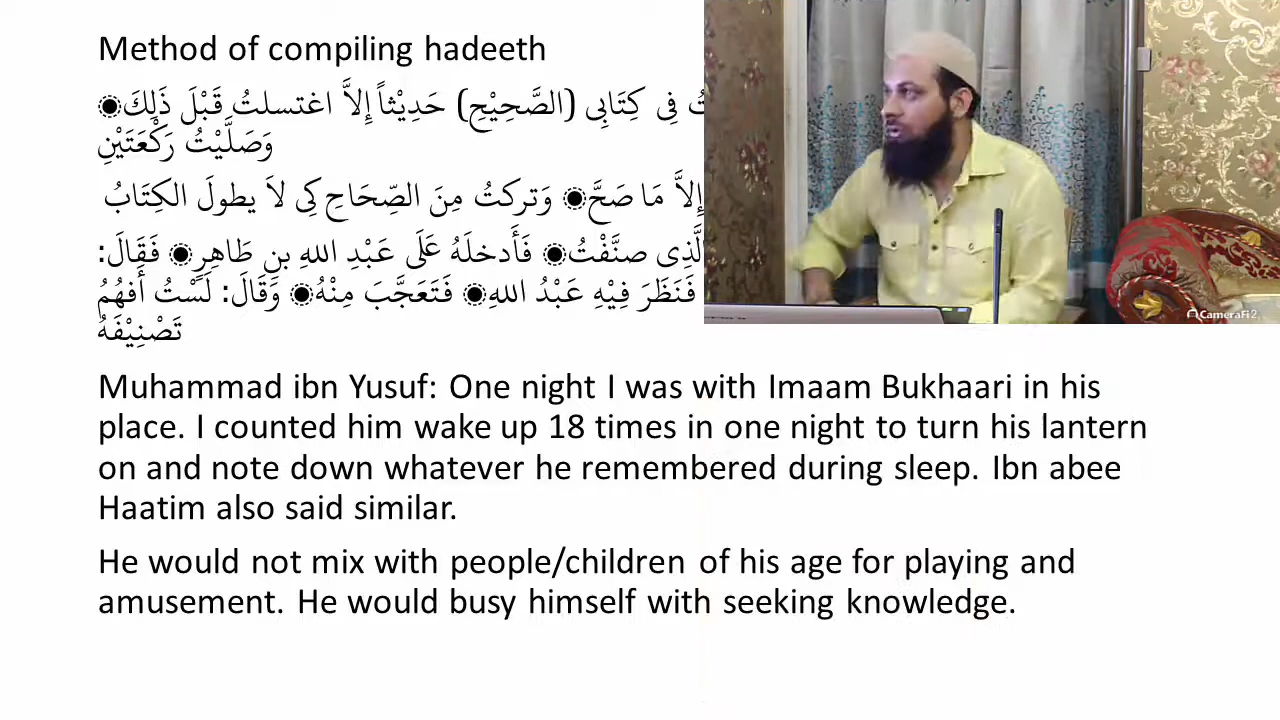 Method of compiling hadeeth
فِي كِتَابِي (الصَّحِيْحِ) حَدِيْثاً إِلاَّ اغتسلتُ قَبْلَ ذَلِكَ
وَصَلَّيْتُ رَكْعَتَيْنِ
إِلاَّ مَا صَحَّ وَتركتُ مِنَ الصِّحَاحِ كِي لاَ يطولَ الكِتَابُ
الَّذِي صنَّفْتُ فَأَدخلَهُ عَلَى عَبْدِ اللهِ بنِ طَاهِرٍ فَقَالَ:
فَنَظَرَ فِيْهِ عَبْدُ اللهِ فَتَعَجَّبَ مِنْهُ وَقَالَ: لَسْتُ أَفهُمُ
تَصْنِيْفَهُ
Muhammad ibn Yusuf: One night I was with Imaam Bukhaari in his
place. I counted him wake up 18 times in one night to turn his lantern
on and note down whatever he remembered during sleep. Ibn abee
Haatim also said similar.
He would not mix with people/children of his age for playing and
amusement. He would busy himself with seeking knowledge.
CameraFi2